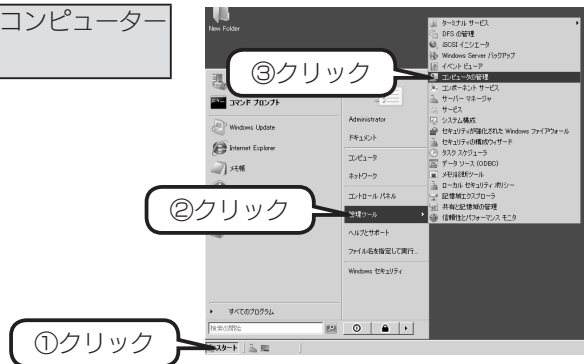 コンピューター
New Folder
③クリック
コマンド プロンプト
Windows Update
Internet Explorer
メモ帳
②クリック
すべてのプログラム
検索の開始
①クリック
スタート
Administrator
ドキュメント
コンピュータ
ネットワーク
コントロール パネル
管理ツール
ヘルプとサポート
ファイル名を指定して実行...
Windows セキュリティ
ターミナル サービス
DFS の管理
iSCSI イニシエータ
Windows Server バックアップ
イベント ビューア
コンピュータの管理
コンポーネント サービス
サーバー マネージャ
サービス
システム構成
セキュリティが強化された Windows ファイアウォール
セキュリティの構成ウィザード
タスク スケジューラ
データ ソース (ODBC)
メモリ診断ツール
ローカル セキュリティ ポリシー
記憶域エクスプローラ
共有と記憶域の管理
信頼性とパフォーマンス モニタ